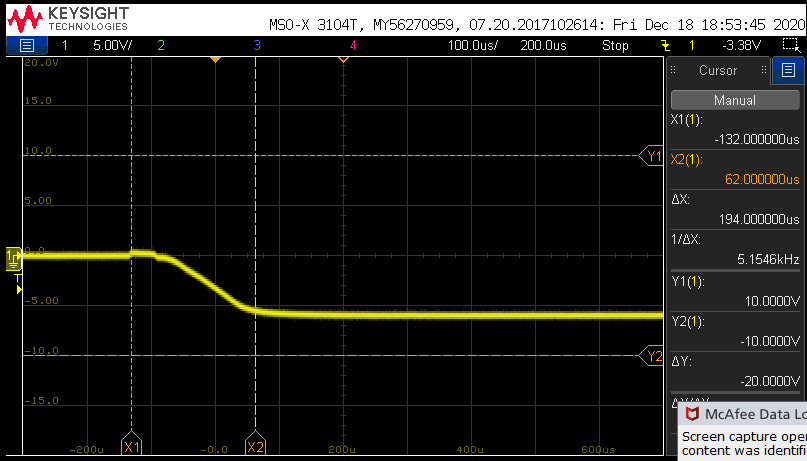 KEYSIGHT
TECHNOLOGIES
MSO-X 3104T, MY56270959, 07.20.2017102614: Fri Dec 18 18:53:45 2020
1 5.00V/ 2 3 4 100.0us/ 200.0us Stop 1 -3.38V
20.0V
15.0
10.0
5.00
0.0
-5.00
-10.0
-15.0
-200u -0.0 200u 600us
1
T
Y1
Y2
X1
X2
Cursor
Manual
X1(1):
-132.000000us
X2(1):
62.000000us
ΔX:
194.000000us
1/ΔX:
5.1546kHz
Y1(1):
10.0000V
Y2(1):
-10.0000V
ΔY:
-20.0000V
McAfee Data Lo
Screen capture oper
content was identifi